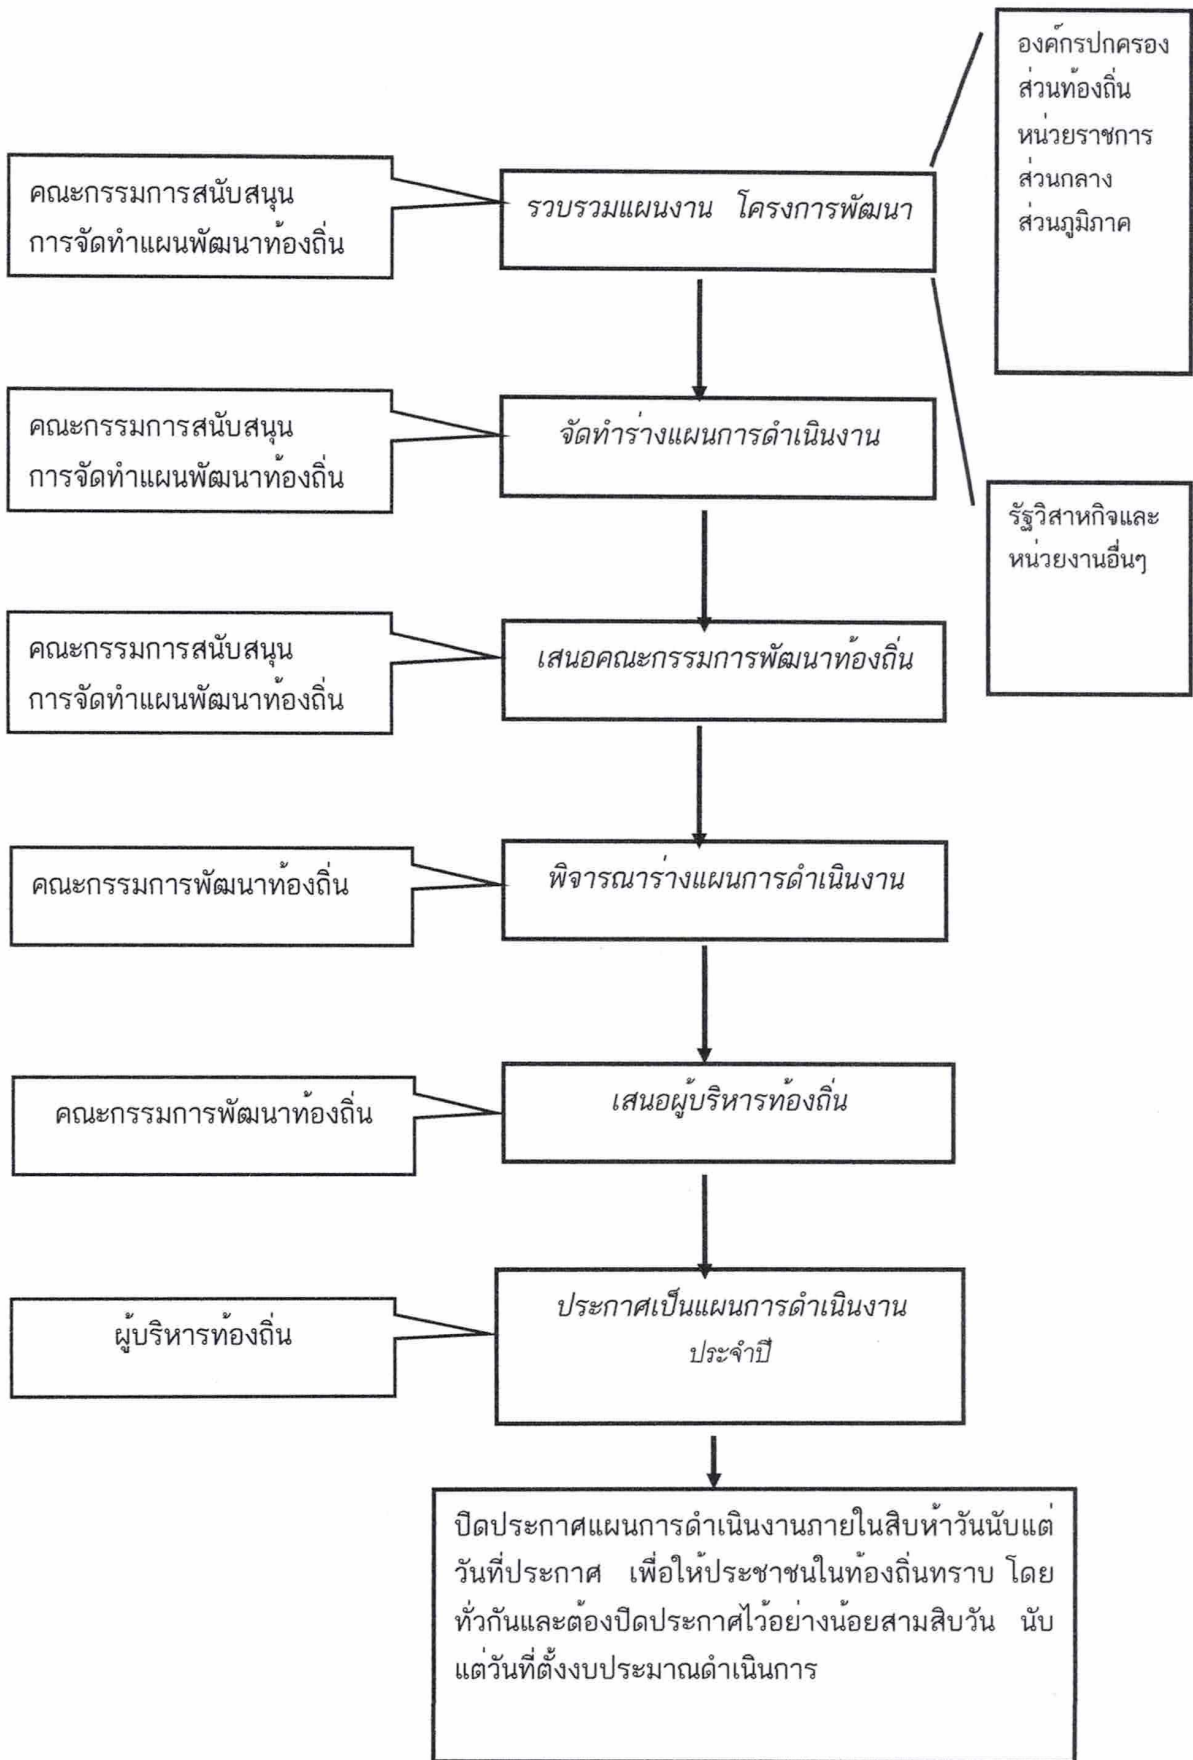 องค์กรปกครอง
ส่วนท้องถิ่น
หน่วยราชการ
ส่วนกลาง
ส่วนภูมิภาค
คณะกรรมการสนับสนุน
การจัดทำแผนพัฒนาท้องถิ่น
รวบรวมแผนงาน โครงการพัฒนา
คณะกรรมการสนับสนุน
การจัดทำแผนพัฒนาท้องถิ่น
จัดทำร่างแผนการดำเนินงาน
รัฐวิสาหกิจและ
หน่วยงานอื่นๆ
คณะกรรมการสนับสนุน
การจัดทำแผนพัฒนาท้องถิ่น
เสนอคณะกรรมการพัฒนาท้องถิ่น
คณะกรรมการพัฒนาท้องถิ่น
พิจารณาร่างแผนการดำเนินงาน
คณะกรรมการพัฒนาท้องถิ่น
เสนอผู้บริหารท้องถิ่น
ผู้บริหารท้องถิ่น
ประกาศเป็นแผนการดำเนินงาน
ประจำปี
ปิดประกาศแผนการดำเนินงานภายในสิบห้าวันนับแต่
วันที่ประกาศ เพื่อให้ประชาชนในท้องถิ่นทราบ โดย
ทั่วกันและต้องปิดประกาศไว้อย่างน้อยสามสิบวัน นับ
แต่วันที่ตั้งงบประมาณดำเนินการ